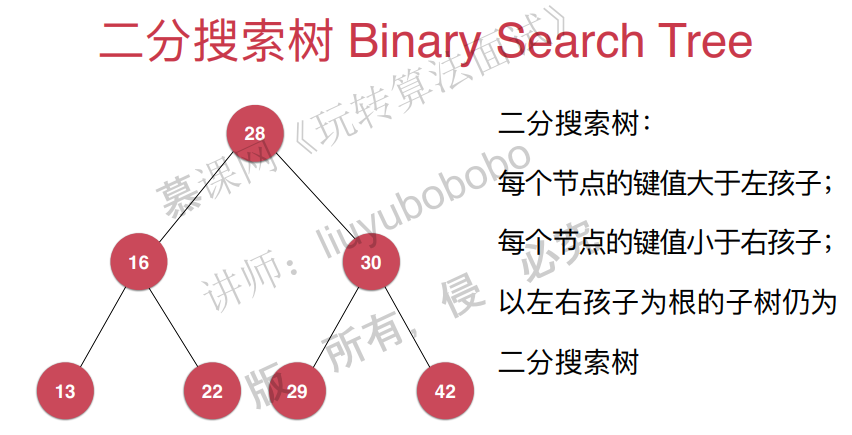 二分搜索树 Binary Search Tree
28
16
30
13
22
29
42
二分搜索树：
每个节点的键值大于左孩子；
每个节点的键值小于右孩子；
以左右孩子为根的子树仍为
二分搜索树
慕课网《玩转算法面试》
讲师：liuyubobobo
版 所有，侵 必究